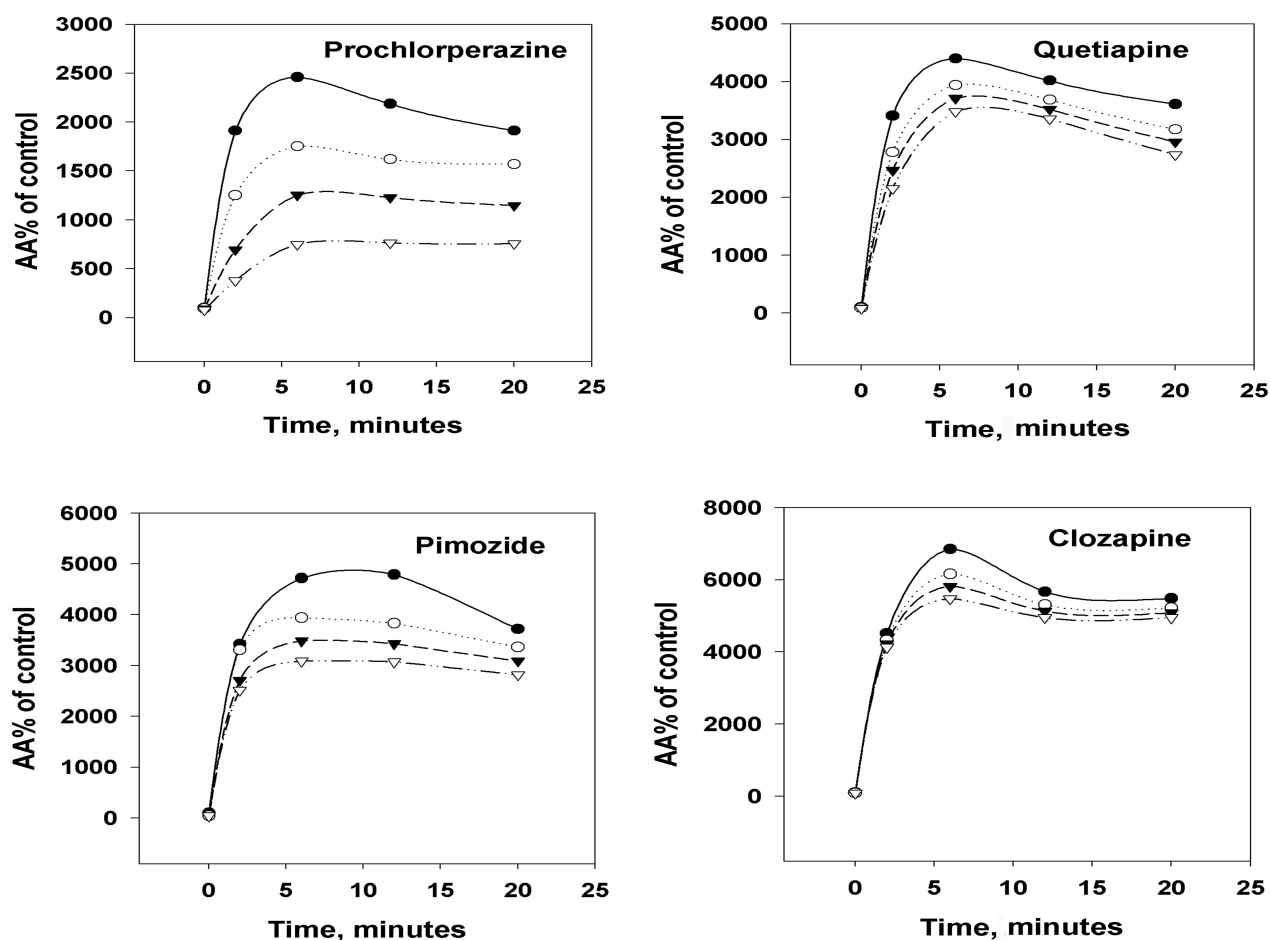 Prochlorperazine
3000
2500
2000
1500
1000
500
0
AA% of control
0 5 10 15 20 25
Time, minutes
Quetiapine
5000
4000
3000
2000
1000
0
AA% of control
0 5 10 15 20 25
Time, minutes
Pimozide
6000
5000
4000
3000
2000
1000
0
AA% of control
0 5 10 15 20 25
Time, minutes
Clozapine
8000
6000
4000
2000
0
AA% of control
0 5 10 15 20 25
Time, minutes